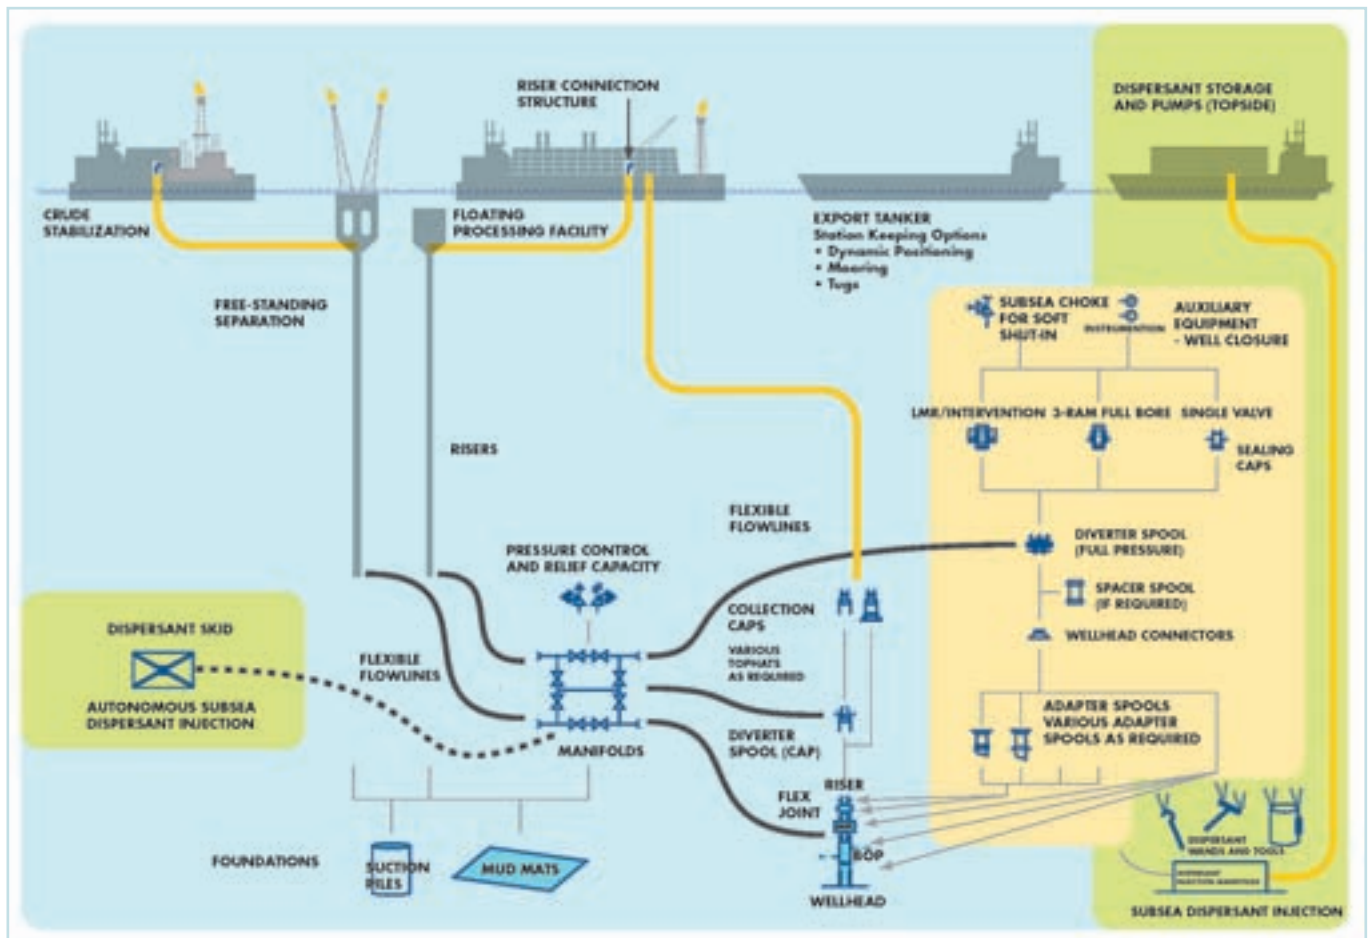 RISER CONNECTION
STRUCTURE
DISPERSANT STORAGE
AND PUMPS (TOPSIDE)
CRUDE
STABILIZATION
FLOATING
PROCESSING FACILITY
EXPORT TANKER
Station Keeping Options
• Dynamic Positioning
• Mooring
• Tugs
FREE-STANDING
SEPARATION
SUBSEA CHOKE
FOR SOFT
SHUT-IN
AUXILIARY
EQUIPMENT
- WELL CLOSURE
LMR/INTERVENTION
3-RAM FULL BORE
SINGLE VALVE
SEALING
CAPS
RISERS
FLEXIBLE
FLOWLINES
PRESSURE CONTROL
AND RELIEF CAPACITY
DIVERTER SPOOL
(FULL PRESSURE)
SPACER SPOOL
(IF REQUIRED)
WELLHEAD CONNECTORS
COLLECTION
CAPS
VARIOUS
TOPHATS
AS REQUIRED
DISPERSANT SKID
AUTONOMOUS SUBSEA
DISPERSANT INJECTION
FLEXIBLE
FLOWLINES
MANIFOLDS
DIVERTER
SPOOL (CAP)
ADAPTER SPOOLS
VARIOUS ADAPTER
SPOOLS AS REQUIRED
RISER
FLEX
JOINT
BOP
WELLHEAD
FOUNDATIONS
SUCTION
PILES
MUD MATS
DISPERSANT
WANDS AND TOOLS
DISPERSANT
SUBSEA DISPERSANT INJECTION